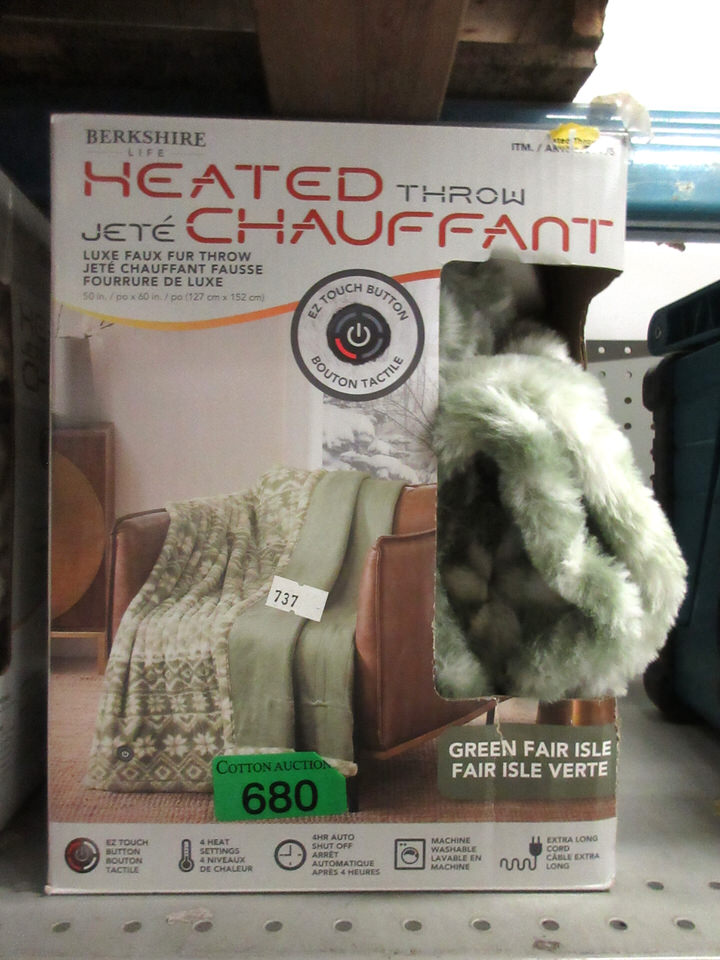 BERKSHIRE
LIFE
ITM. / 
HEATED THROW
JETÉ CHAUFFANT
LUXE FAUX FUR THROW
JETÉ CHAUFFANT FAUSSE
FOURRURE DE LUXE
50 in. / po x 60 in. / po (127 cm x 152 cm)
EZ TOUCH BUTTON
BOUTON TACTILE
737
GREEN FAIR ISLE
FAIR ISLE VERTE
COTTON AUCTION
680
EZ TOUCH
BUTTON
BOUTON
TACTILE
4 HEAT
SETTINGS
4 NIVEAUX
DE CHALEUR
4HR AUTO
SHUT OFF
ARRÊT
AUTOMATIQUE
APRÈS 4 HEURES
MACHINE
WASHABLE
LAVABLE EN
MACHINE
EXTRA LONG
CORD
CÂBLE EXTRA
LONG